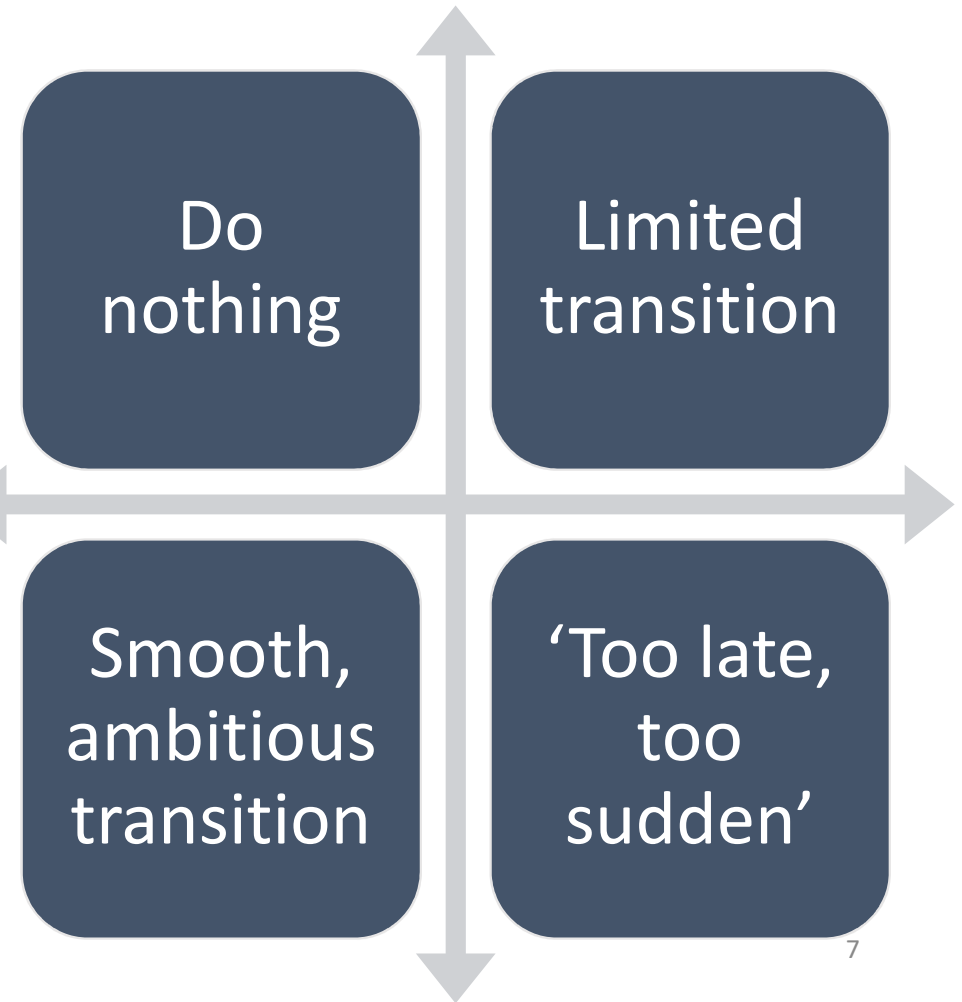 Do
nothing
Limited
transition
Smooth,
ambitious
transition
‘Too late,
too
sudden’
7